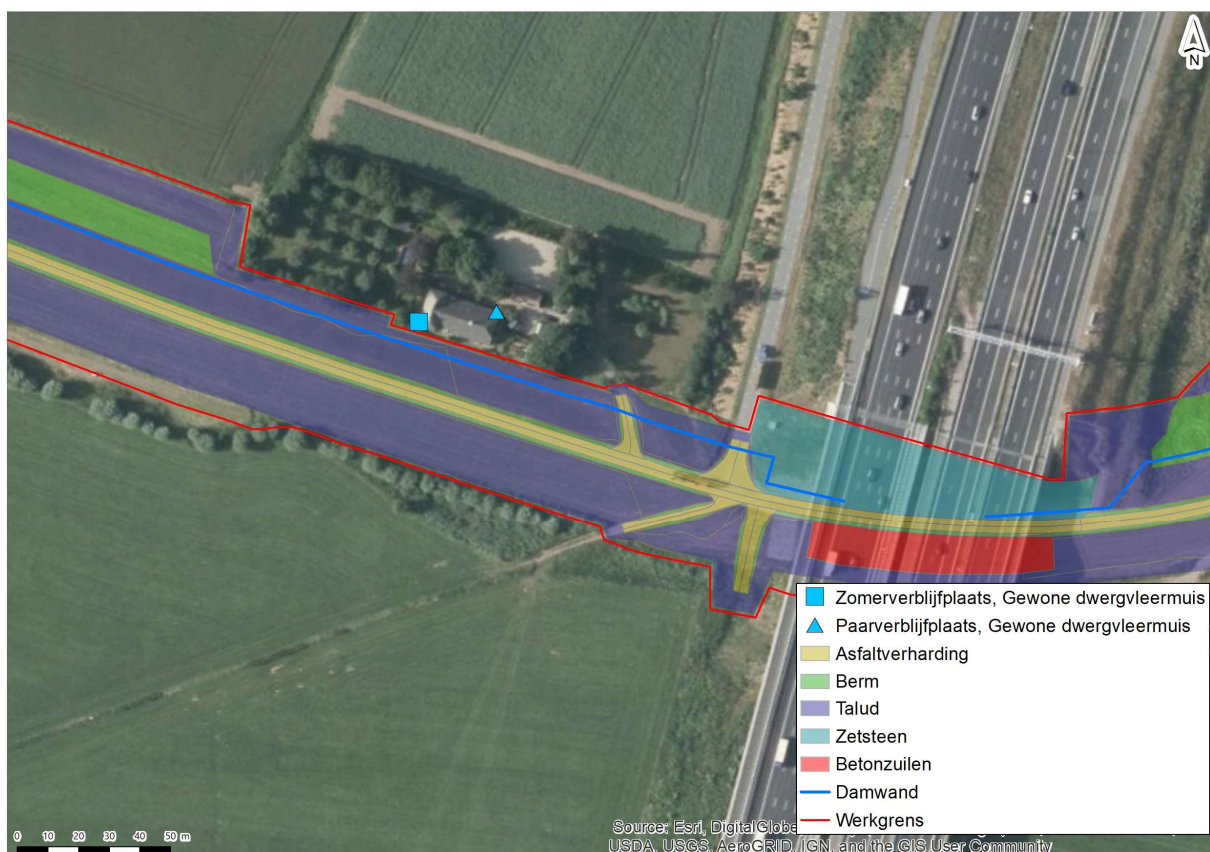 N
Zomerverblijfplaats, Gewone dwergvleermuis
Paarverblijfplaats, Gewone dwergvleermuis
Asfaltverharding
Berm
Talud
Zetsteen
Betonzuilen
Damwand
Werkgrens
0 10 20 30 40 50 m
Source: Esri, DigitalGlobe
USDA, USGS, AeroGRID, IGN, and the GIS User Community